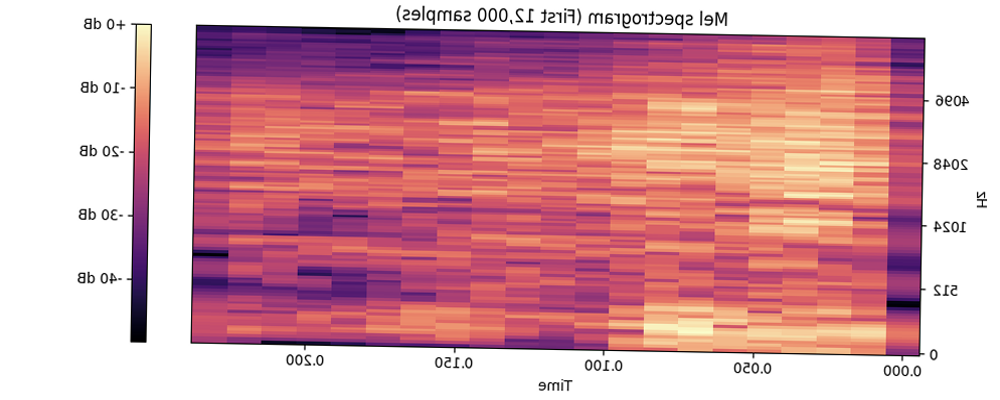 Mel spectrogram (First 12,000 samples)
+0 dB
-10 dB
-20 dB
-30 dB
-40 dB
4096
2048
1024
512
0
Hz
0.200
0.150
0.100
0.050
0.000
Time